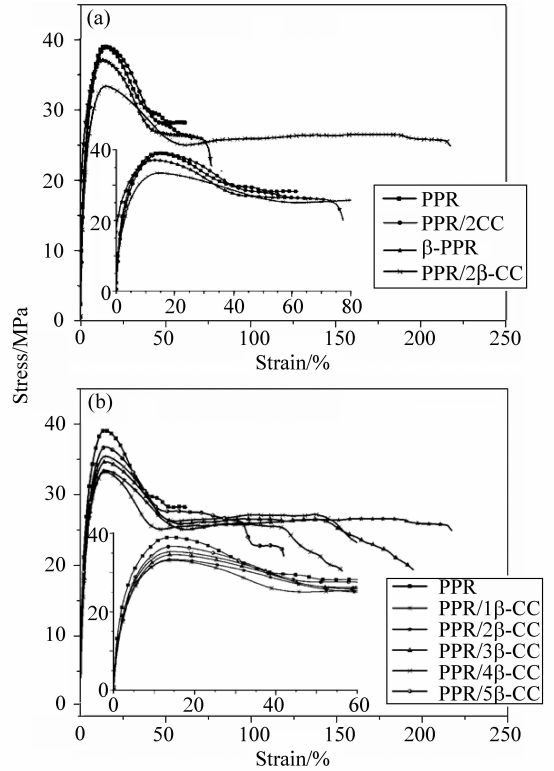 (a)
40
30
20
10
0
40
20
0
0
20
40
60
80
PPR
PPR/2CC
β-PPR
PPR/2β-CC
0
50
100
150
200
250
Strain/%
Stress/MPa
(b)
40
30
20
10
0
40
20
0
0
20
40
60
PPR
PPR/1β-CC
PPR/2β-CC
PPR/3β-CC
PPR/4β-CC
PPR/5β-CC
0
50
100
150
200
250
Strain/%